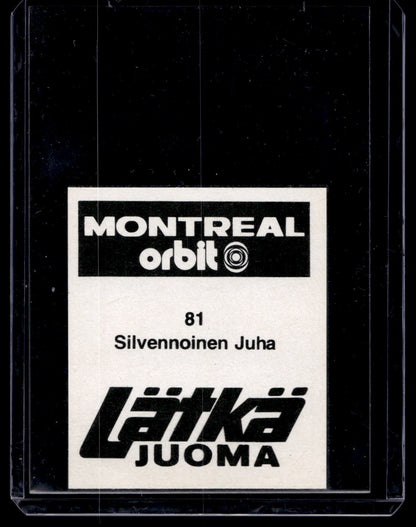 MONTREAL
orbit
81
Silvennoinen Juha
Lätkä
JUOMA